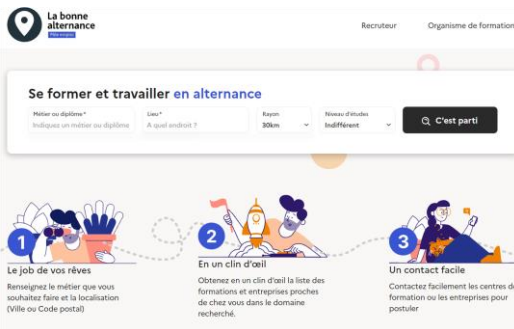 La bonne
alternance
Recruteur
Organisme de formation
Se former et travailler en alternance
Métier ou diplôme*
Lieu*
Rayon
Niveau d'études
Indiquez un métier ou diplôme
A quel endroit ?
30km
Indifférent
C'est parti
1
2
3
Le job de vos rêves
Renseignez le métier que vous
souhaitez faire et la localisation
(Ville ou Code postal)
En un clin d'œil
Obtenez en un clin d'œil la liste des
formations et entreprises proches
de chez vous dans le domaine
recherché.
Un contact facile
Contactez facilement les centres de
formation ou les entreprises pour
postuler